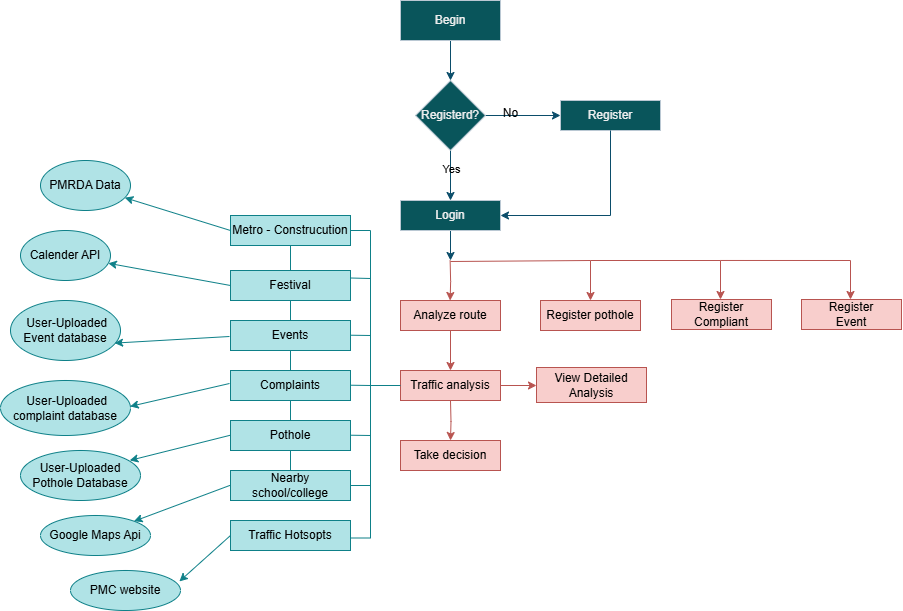 Begin
Registerd?
No
Register
Yes
Login
PMRDA Data
Metro - Construcution
Calender API
Festival
User-Uploaded
Event database
Events
User-Uploaded
complaint database
Complaints
User-Uploaded
Pothole Database
Pothole
Google Maps Api
Nearby
school/college
PMC website
Traffic Hotsopts
Analyze route
Register pothole
Register
Compliant
Register
Event
Traffic analysis
View Detailed
Analysis
Take decision